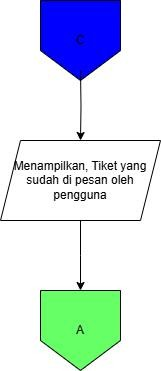 C
Menampilkan, Tiket yang
sudah di pesan oleh
pengguna
A